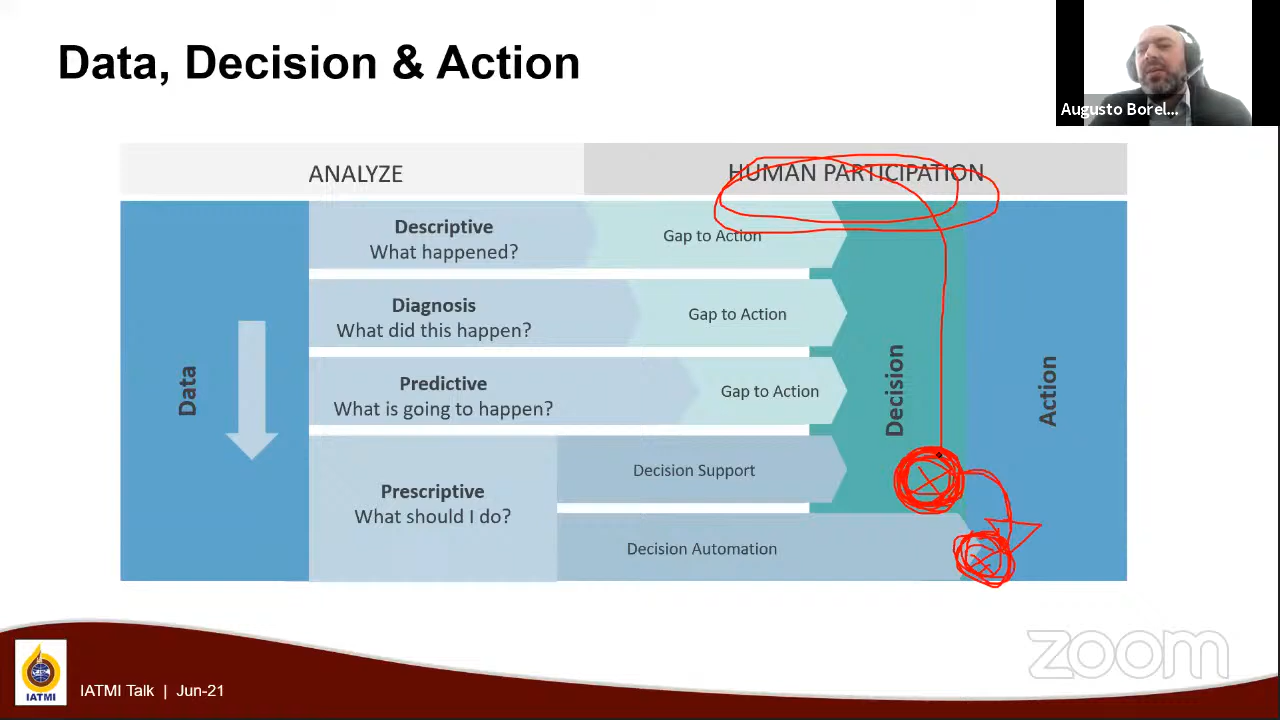 Data, Decision & Action
Augusto Borel...
ANALYZE
HUMAN PARTICIPATION
Data
Descriptive
What happened?
Gap to Action
Diagnosis
What did this happen?
Gap to Action
Predictive
What is going to happen?
Gap to Action
Prescriptive
What should I do?
Decision Support
Decision Automation
Decision
Action
IATMI
IATMI Talk | Jun-21
zoom